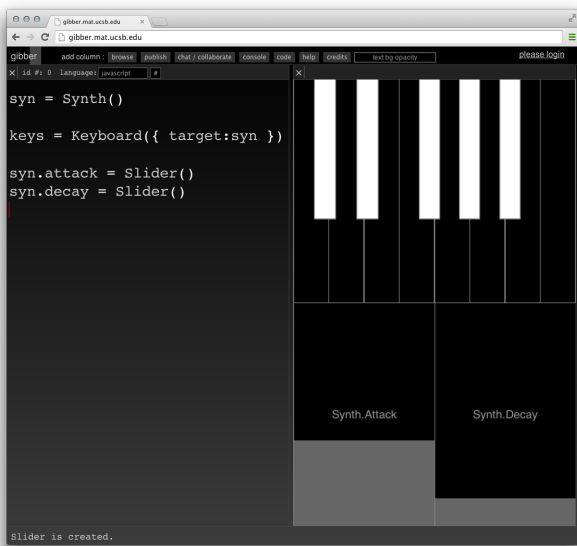 gibber.mat.ucsb.edu
gibber.mat.ucsb.edu
gibber add column : browse publish chat / collaborate console code help credits text bg opacity please login
id #: 0 language: javascript #
syn = Synth()
keys = Keyboard({ target:syn })
syn.attack = Slider()
syn.decay = Slider()
Synth.Attack Synth.Decay
Slider is created.